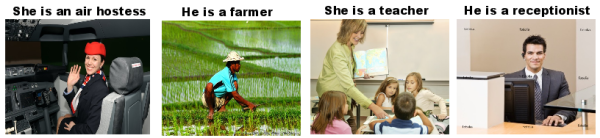 She is an air hostess
He is a farmer
She is a teacher
He is a receptionist